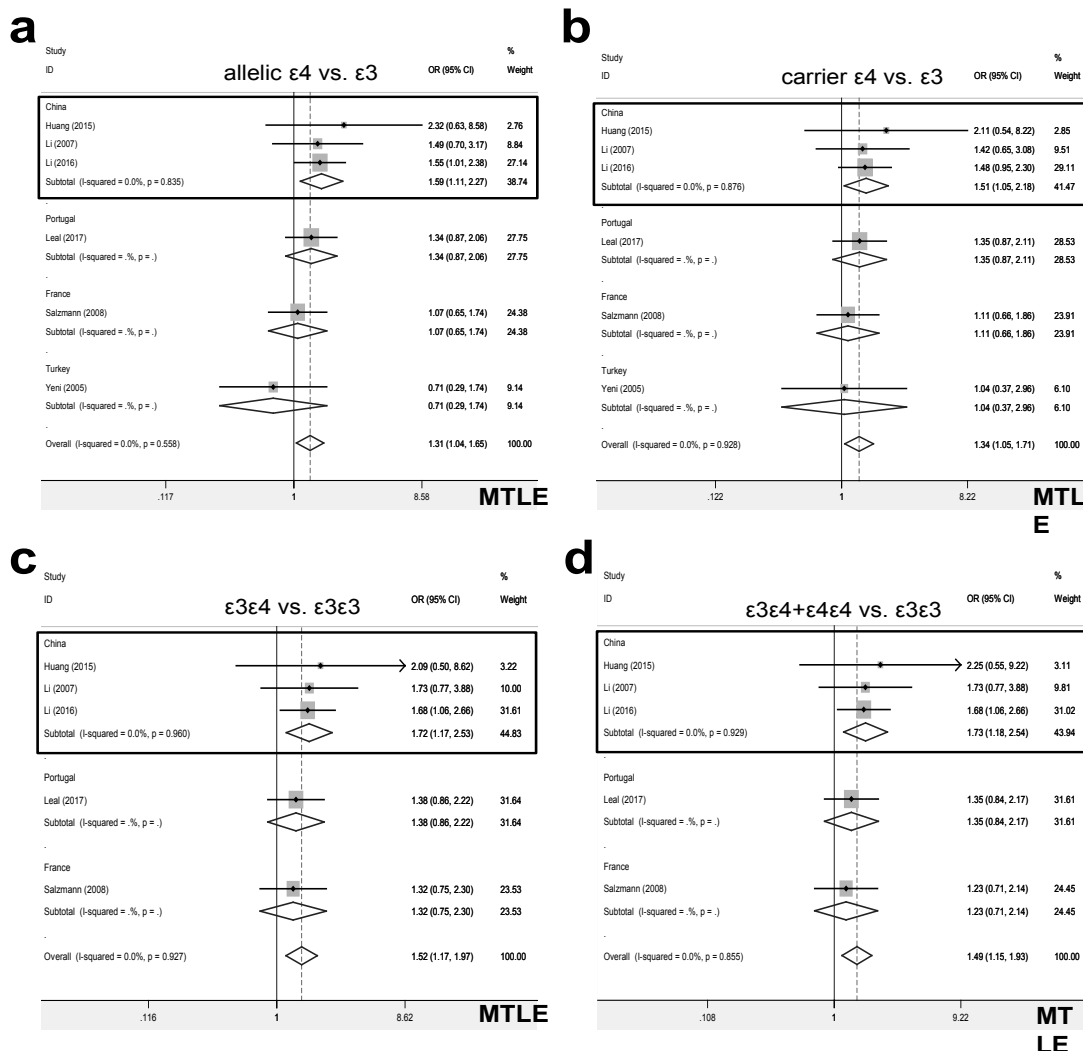 a
Study
%
ID
allelic ε4 vs. ε3
OR (95% CI)
Weight
China
Huang (2015) 2.32 (0.63, 8.58) 2.76
Li (2007) 1.49 (0.70, 3.17) 8.84
Li (2016) 1.55 (1.01, 2.38) 27.14
Subtotal (I-squared = 0.0%, p = 0.835) 1.59 (1.11, 2.27) 38.74
.
Portugal
Leal (2017) 1.34 (0.87, 2.06) 27.75
Subtotal (I-squared = .%, p = .) 1.34 (0.87, 2.06) 27.75
.
France
Salzmann (2008) 1.07 (0.65, 1.74) 24.38
Subtotal (I-squared = .%, p = .) 1.07 (0.65, 1.74) 24.38
.
Turkey
Yeni (2005) 0.71 (0.29, 1.74) 9.14
Subtotal (I-squared = .%, p = .) 0.71 (0.29, 1.74) 9.14
.
Overall (I-squared = 0.0%, p = 0.558) 1.31 (1.04, 1.65) 100.00
.117 1 8.58 MTLE
b
Study
%
ID
carrier ε4 vs. ε3
OR (95% CI)
Weight
China
Huang (2015) 2.11 (0.54, 8.22) 2.85
Li (2007) 1.42 (0.65, 3.08) 9.51
Li (2016) 1.48 (0.95, 2.30) 29.11
Subtotal (I-squared = 0.0%, p = 0.876) 1.51 (1.05, 2.18) 41.47
.
Portugal
Leal (2017) 1.35 (0.87, 2.11) 28.53
Subtotal (I-squared = .%, p = .) 1.35 (0.87, 2.11) 28.53
.
France
Salzmann (2008) 1.11 (0.66, 1.86) 23.91
Subtotal (I-squared = .%, p = .) 1.11 (0.66, 1.86) 23.91
.
Turkey
Yeni (2005) 1.04 (0.37, 2.96) 6.10
Subtotal (I-squared = .%, p = .) 1.04 (0.37, 2.96) 6.10
.
Overall (I-squared = 0.0%, p = 0.928) 1.34 (1.05, 1.71) 100.00
.122 1 8.22 MTL
E
c
Study
%
ID
ε3ε4 vs. ε3ε3
OR (95% CI)
Weight
China
Huang (2015) 2.09 (0.50, 8.62) 3.22
Li (2007) 1.73 (0.77, 3.88) 10.00
Li (2016) 1.68 (1.06, 2.66) 31.61
Subtotal (I-squared = 0.0%, p = 0.960) 1.72 (1.17, 2.53) 44.83
.
Portugal
Leal (2017) 1.38 (0.86, 2.22) 31.64
Subtotal (I-squared = .%, p = .) 1.38 (0.86, 2.22) 31.64
.
France
Salzmann (2008) 1.32 (0.75, 2.30) 23.53
Subtotal (I-squared = .%, p = .) 1.32 (0.75, 2.30) 23.53
.
Overall (I-squared = 0.0%, p = 0.927) 1.52 (1.17, 1.97) 100.00
.116 1 8.62 MTLE
d
Study
%
ID
ε3ε4+ε4ε4 vs. ε3ε3
OR (95% CI)
Weight
China
Huang (2015) 2.25 (0.55, 9.22) 3.11
Li (2007) 1.73 (0.77, 3.88) 9.81
Li (2016) 1.68 (1.06, 2.66) 31.02
Subtotal (I-squared = 0.0%, p = 0.929) 1.73 (1.18, 2.54) 43.94
.
Portugal
Leal (2017) 1.35 (0.84, 2.17) 31.61
Subtotal (I-squared = .%, p = .) 1.35 (0.84, 2.17) 31.61
.
France
Salzmann (2008) 1.23 (0.71, 2.14) 24.45
Subtotal (I-squared = .%, p = .) 1.23 (0.71, 2.14) 24.45
.
Overall (I-squared = 0.0%, p = 0.855) 1.49 (1.15, 1.93) 100.00
.108 1 9.22 MT
LE